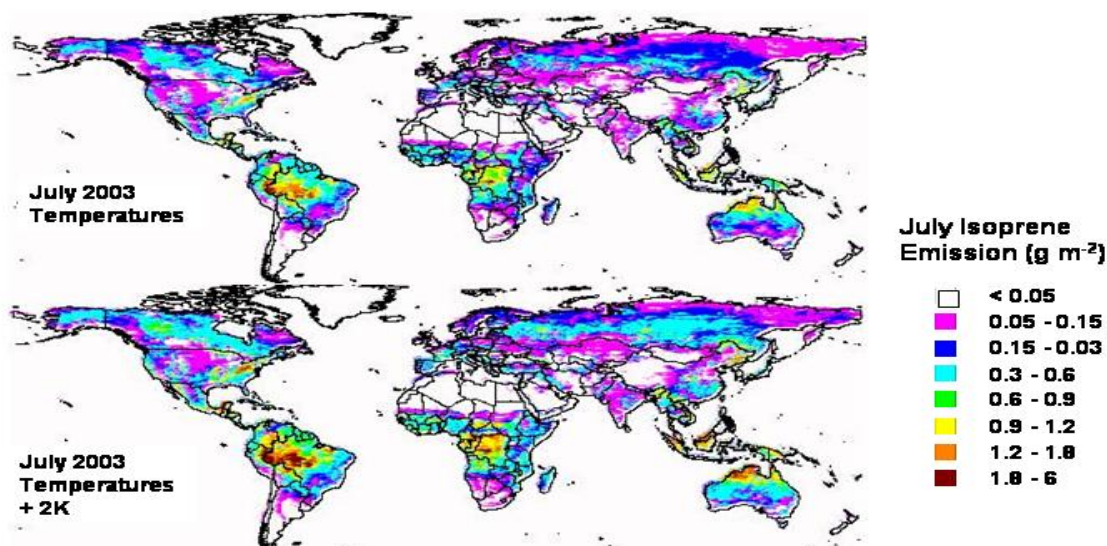 July 2003
Temperatures
July 2003
Temperatures
+ 2K
July Isoprene
Emission (g m-2)
< 0.05
0.05 - 0.15
0.15 - 0.03
0.3 - 0.6
0.6 - 0.9
0.9 - 1.2
1.2 - 1.8
1.8 - 6